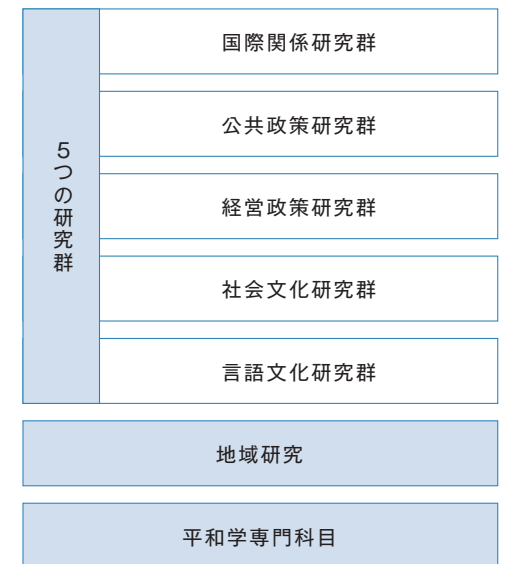 5つの研究群
国際関係研究群
公共政策研究群
経営政策研究群
社会文化研究群
言語文化研究群
地域研究
平和学専門科目